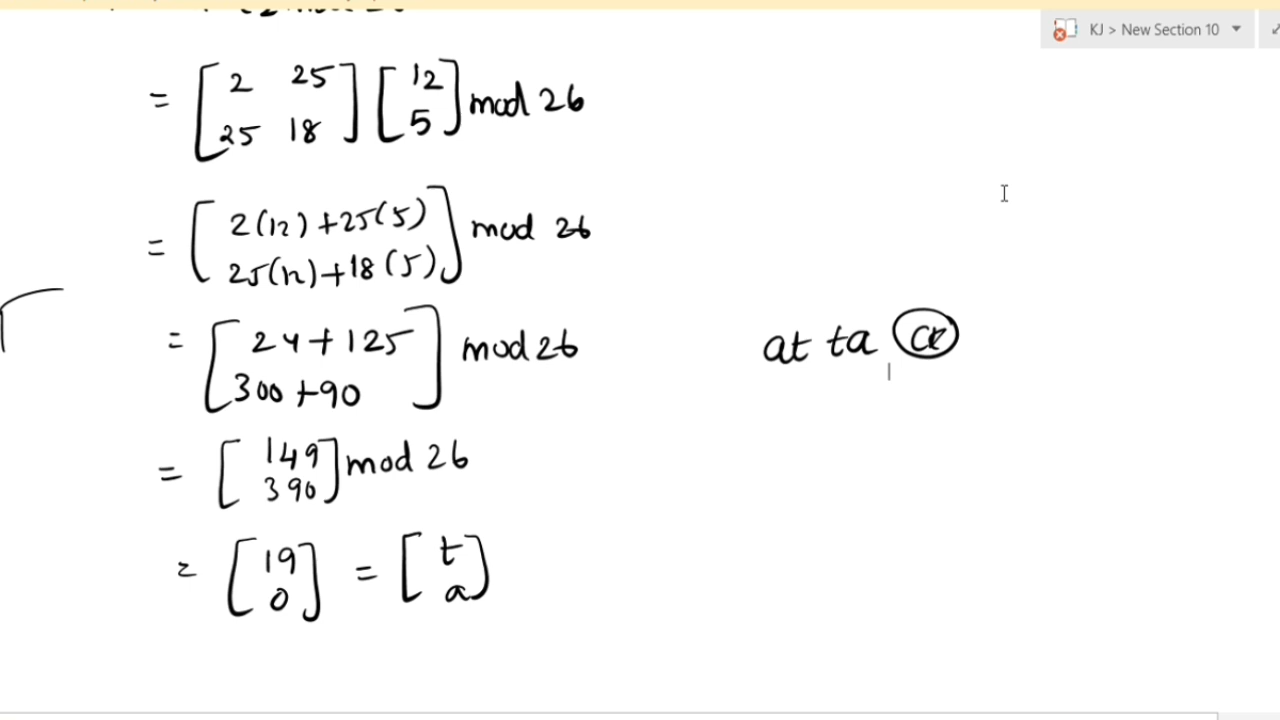 KJ > New Section 10
= [ 2 25 ] [ 12 ] mod 26
[ 25 18 ] [ 5 ]
= [ 2(12) + 25(5) ] mod 26
[ 25(12) + 18(5) ]
= [ 24 + 125 ] mod 26
[ 300 + 90 ]
at ta
= [ 149 ] mod 26
[ 390 ]
= [ 19 ] = [ t ]
[ 0 ] [ a ]